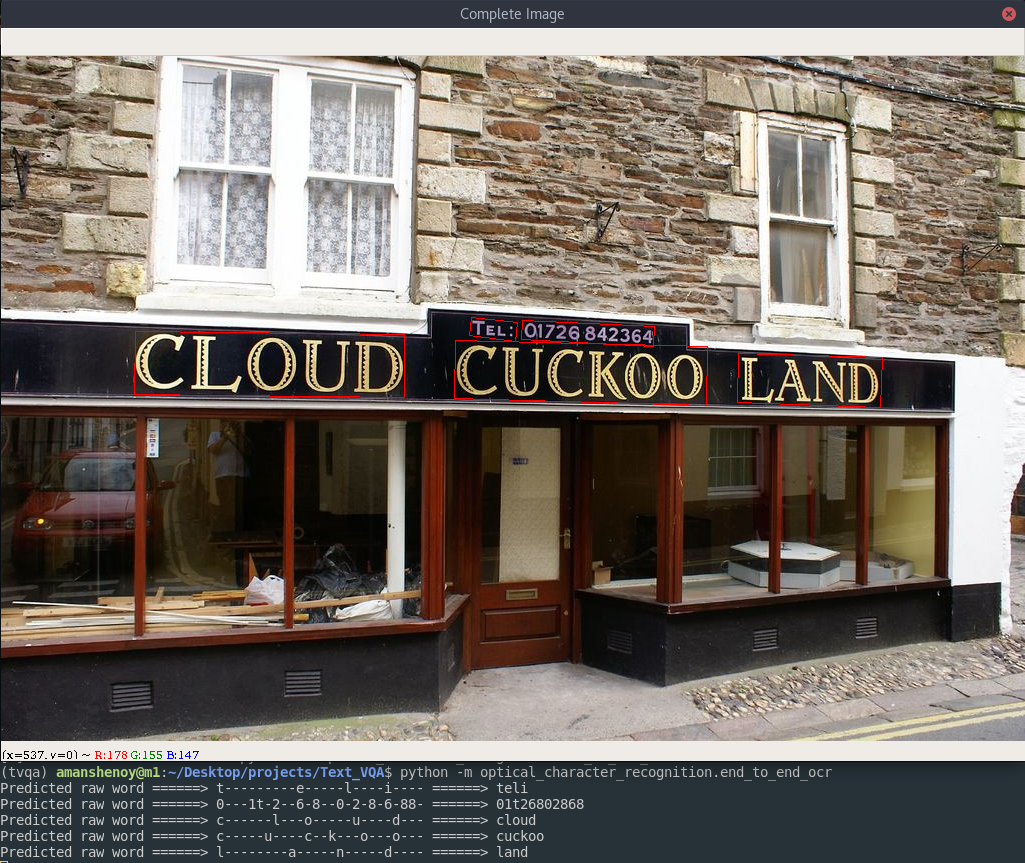 Complete Image
TEL: 01726 842364
CLOUD CUCKOO LAND
(x=537, y=0) ~ R:178 G:155 B:147
(tvqa) amanshenoy@m1:~/Desktop/projects/Text_VQA$ python -m optical_character_recognition.end_to_end_ocr
Predicted raw word ======> t---------e-----l----i---- ======> teli
Predicted raw word ======> 0---1t-2--6-8--0-2-8-6-88- ======> 01t26802868
Predicted raw word ======> c------l---o-----u----d--- ======> cloud
Predicted raw word ======> c-----u----c--k---o---o--- ======> cuckoo
Predicted raw word ======> l--------a----n-----d---- ======> land